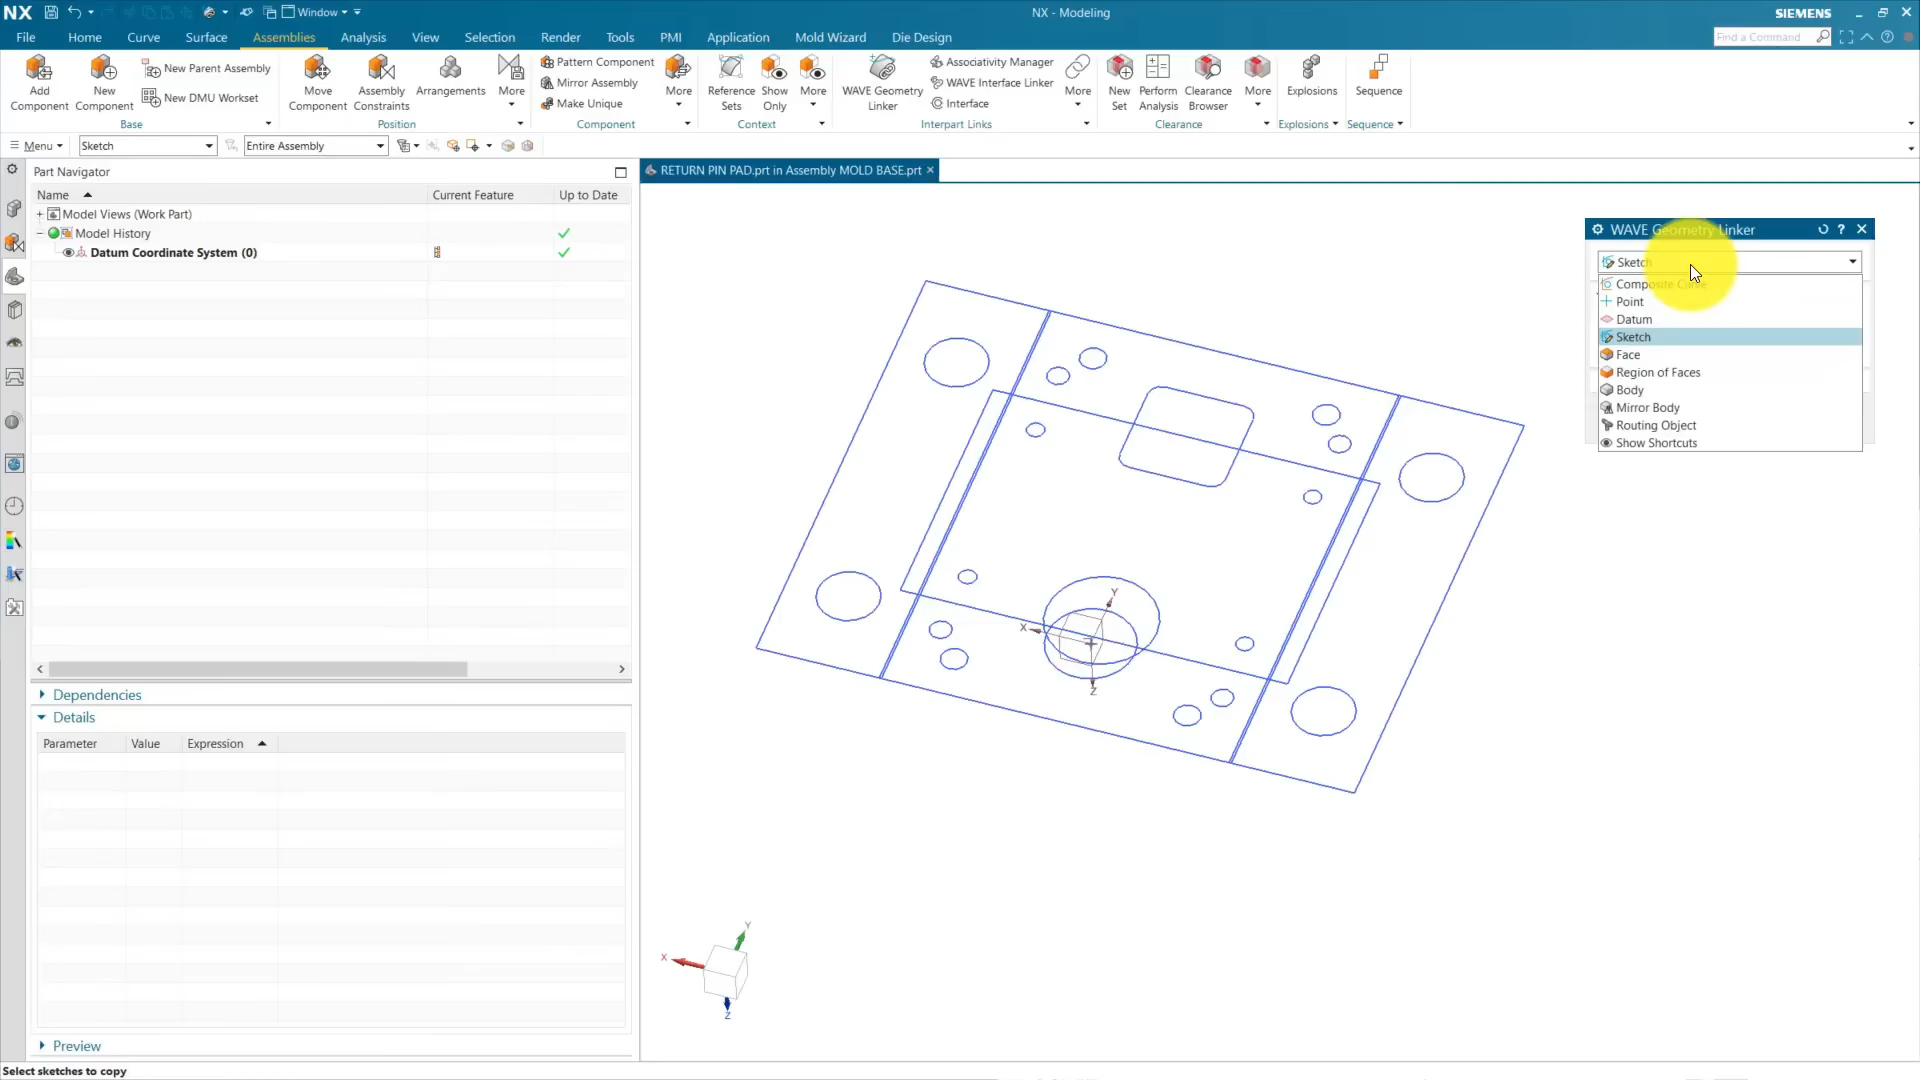 NX
Window
NX - Modeling
SIEMENS
File Home Curve Surface Assemblies Analysis View Selection Render Tools PMI Application Mold Wizard Die Design
Find a Command
Add Component
New Component
New Parent Assembly
New DMU Workset
Base
Move Component
Assembly Constraints
Arrangements
More
Position
Pattern Component
Mirror Assembly
Make Unique
More
Component
Reference Sets
Show Only
More
Context
WAVE Geometry Linker
Associativity Manager
WAVE Interface Linker
Interface
More
Interpart Links
New Set
Perform Analysis
Clearance Browser
More
Clearance
Explosions
Explosions
Sequence
Sequence
Menu
Sketch
Entire Assembly
Part Navigator
Name Current Feature Up to Date
Model Views (Work Part)
Model History
Datum Coordinate System (0)
Dependencies
Details
Parameter Value Expression
Preview
RETURN PIN PAD.prt in Assembly MOLD BASE.prt
WAVE Geometry Linker
Sketch
Composite Curve
Point
Datum
Sketch
Face
Region of Faces
Body
Mirror Body
Routing Object
Show Shortcuts
Y
X
Z
Y
X
Z
Select sketches to copy